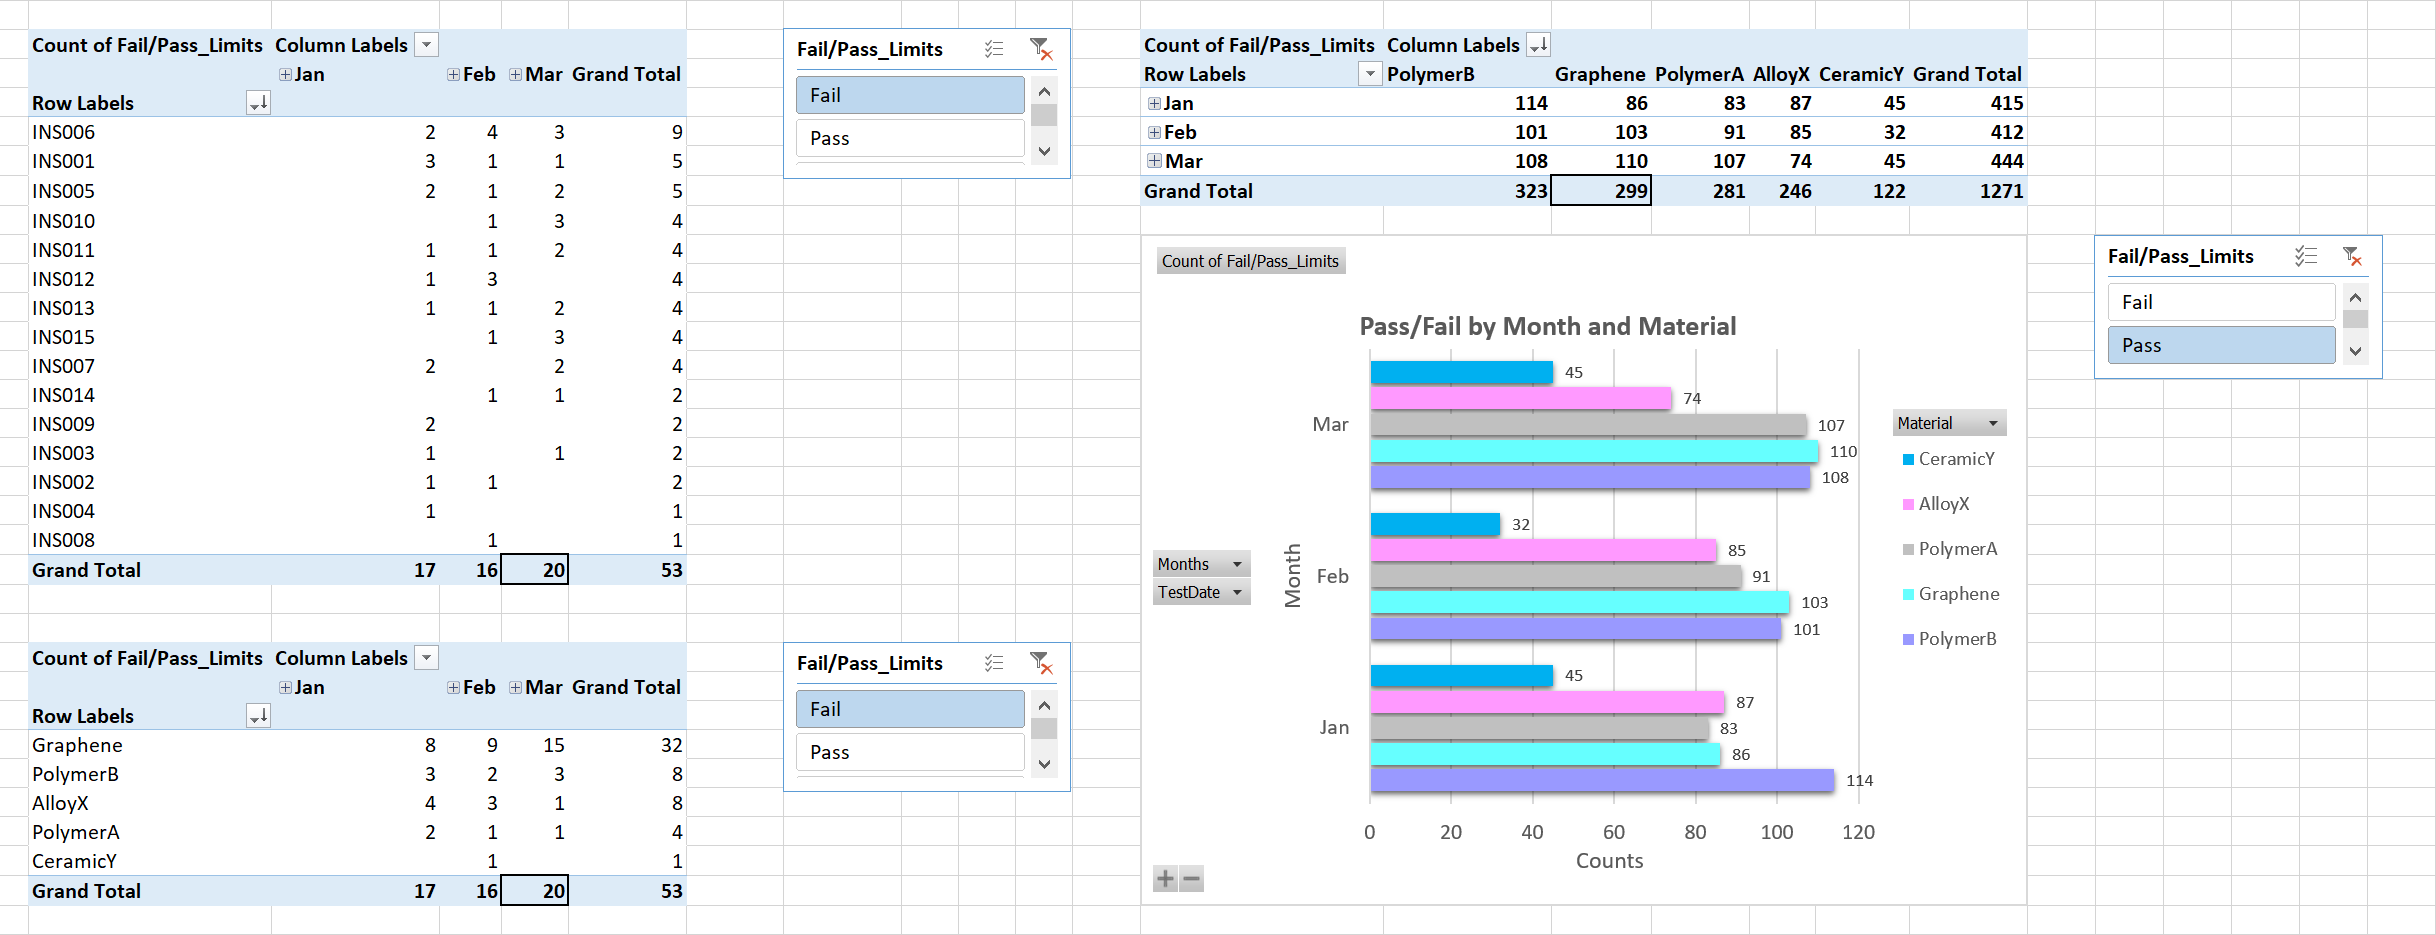 Count of Fail/Pass_Limits Column Labels
Jan Feb Mar Grand Total
Row Labels
INS006 2 4 3 9
INS001 3 1 1 5
INS005 2 1 2 5
INS010 1 3 4
INS011 1 1 2 4
INS012 1 3 4
INS013 1 1 2 4
INS015 1 3 4
INS007 2 2 4
INS014 1 1 2
INS009 2 2
INS003 1 1 2
INS002 1 1 2
INS004 1 1
INS008 1 1
Grand Total 17 16 20 53
Fail/Pass_Limits
Fail
Pass
Count of Fail/Pass_Limits Column Labels
Jan Feb Mar Grand Total
Row Labels
Graphene 8 9 15 32
PolymerB 3 2 3 8
AlloyX 4 3 1 8
PolymerA 2 1 1 4
CeramicY 1 1
Grand Total 17 16 20 53
Fail/Pass_Limits
Fail
Pass
Count of Fail/Pass_Limits Column Labels
Row Labels PolymerB Graphene PolymerA AlloyX CeramicY Grand Total
Jan 114 86 83 87 45 415
Feb 101 103 91 85 32 412
Mar 108 110 107 74 45 444
Grand Total 323 299 281 246 122 1271
Count of Fail/Pass_Limits
Pass/Fail by Month and Material
45
74
Mar 107
110
108
32
85
Feb 91
103
101
45
87
Jan 83
86
114
0 20 40 60 80 100 120
Counts
Month
Months
TestDate
Material
CeramicY
AlloyX
PolymerA
Graphene
PolymerB
Fail/Pass_Limits
Fail
Pass